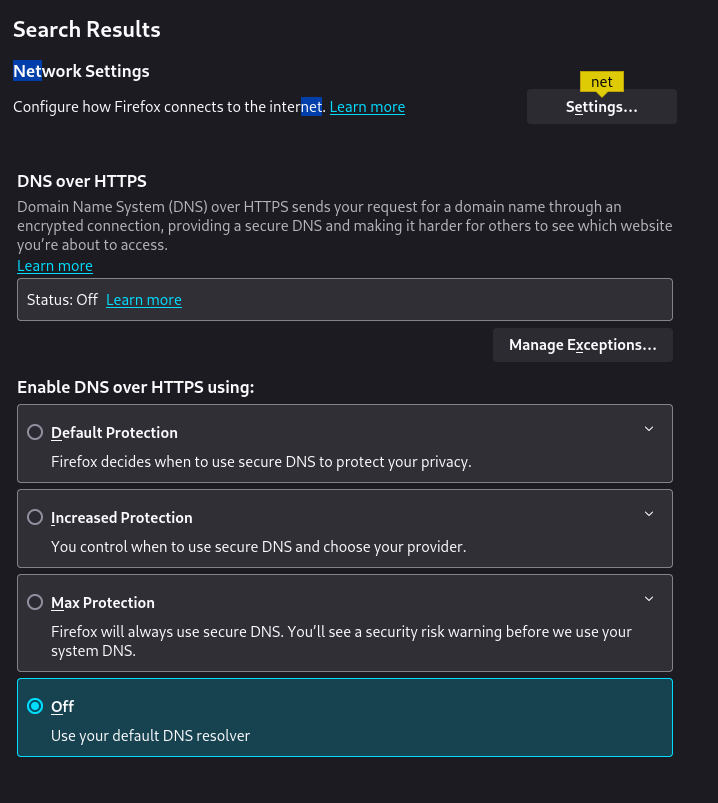 Search Results
Network Settings
net
Configure how Firefox connects to the internet. Learn more
Settings…
DNS over HTTPS
Domain Name System (DNS) over HTTPS sends your request for a domain name through an
encrypted connection, providing a secure DNS and making it harder for others to see which website
you’re about to access.
Learn more
Status: Off Learn more
Manage Exceptions…
Enable DNS over HTTPS using:
Default Protection
Firefox decides when to use secure DNS to protect your privacy.
Increased Protection
You control when to use secure DNS and choose your provider.
Max Protection
Firefox will always use secure DNS. You’ll see a security risk warning before we use your
system DNS.
Off
Use your default DNS resolver